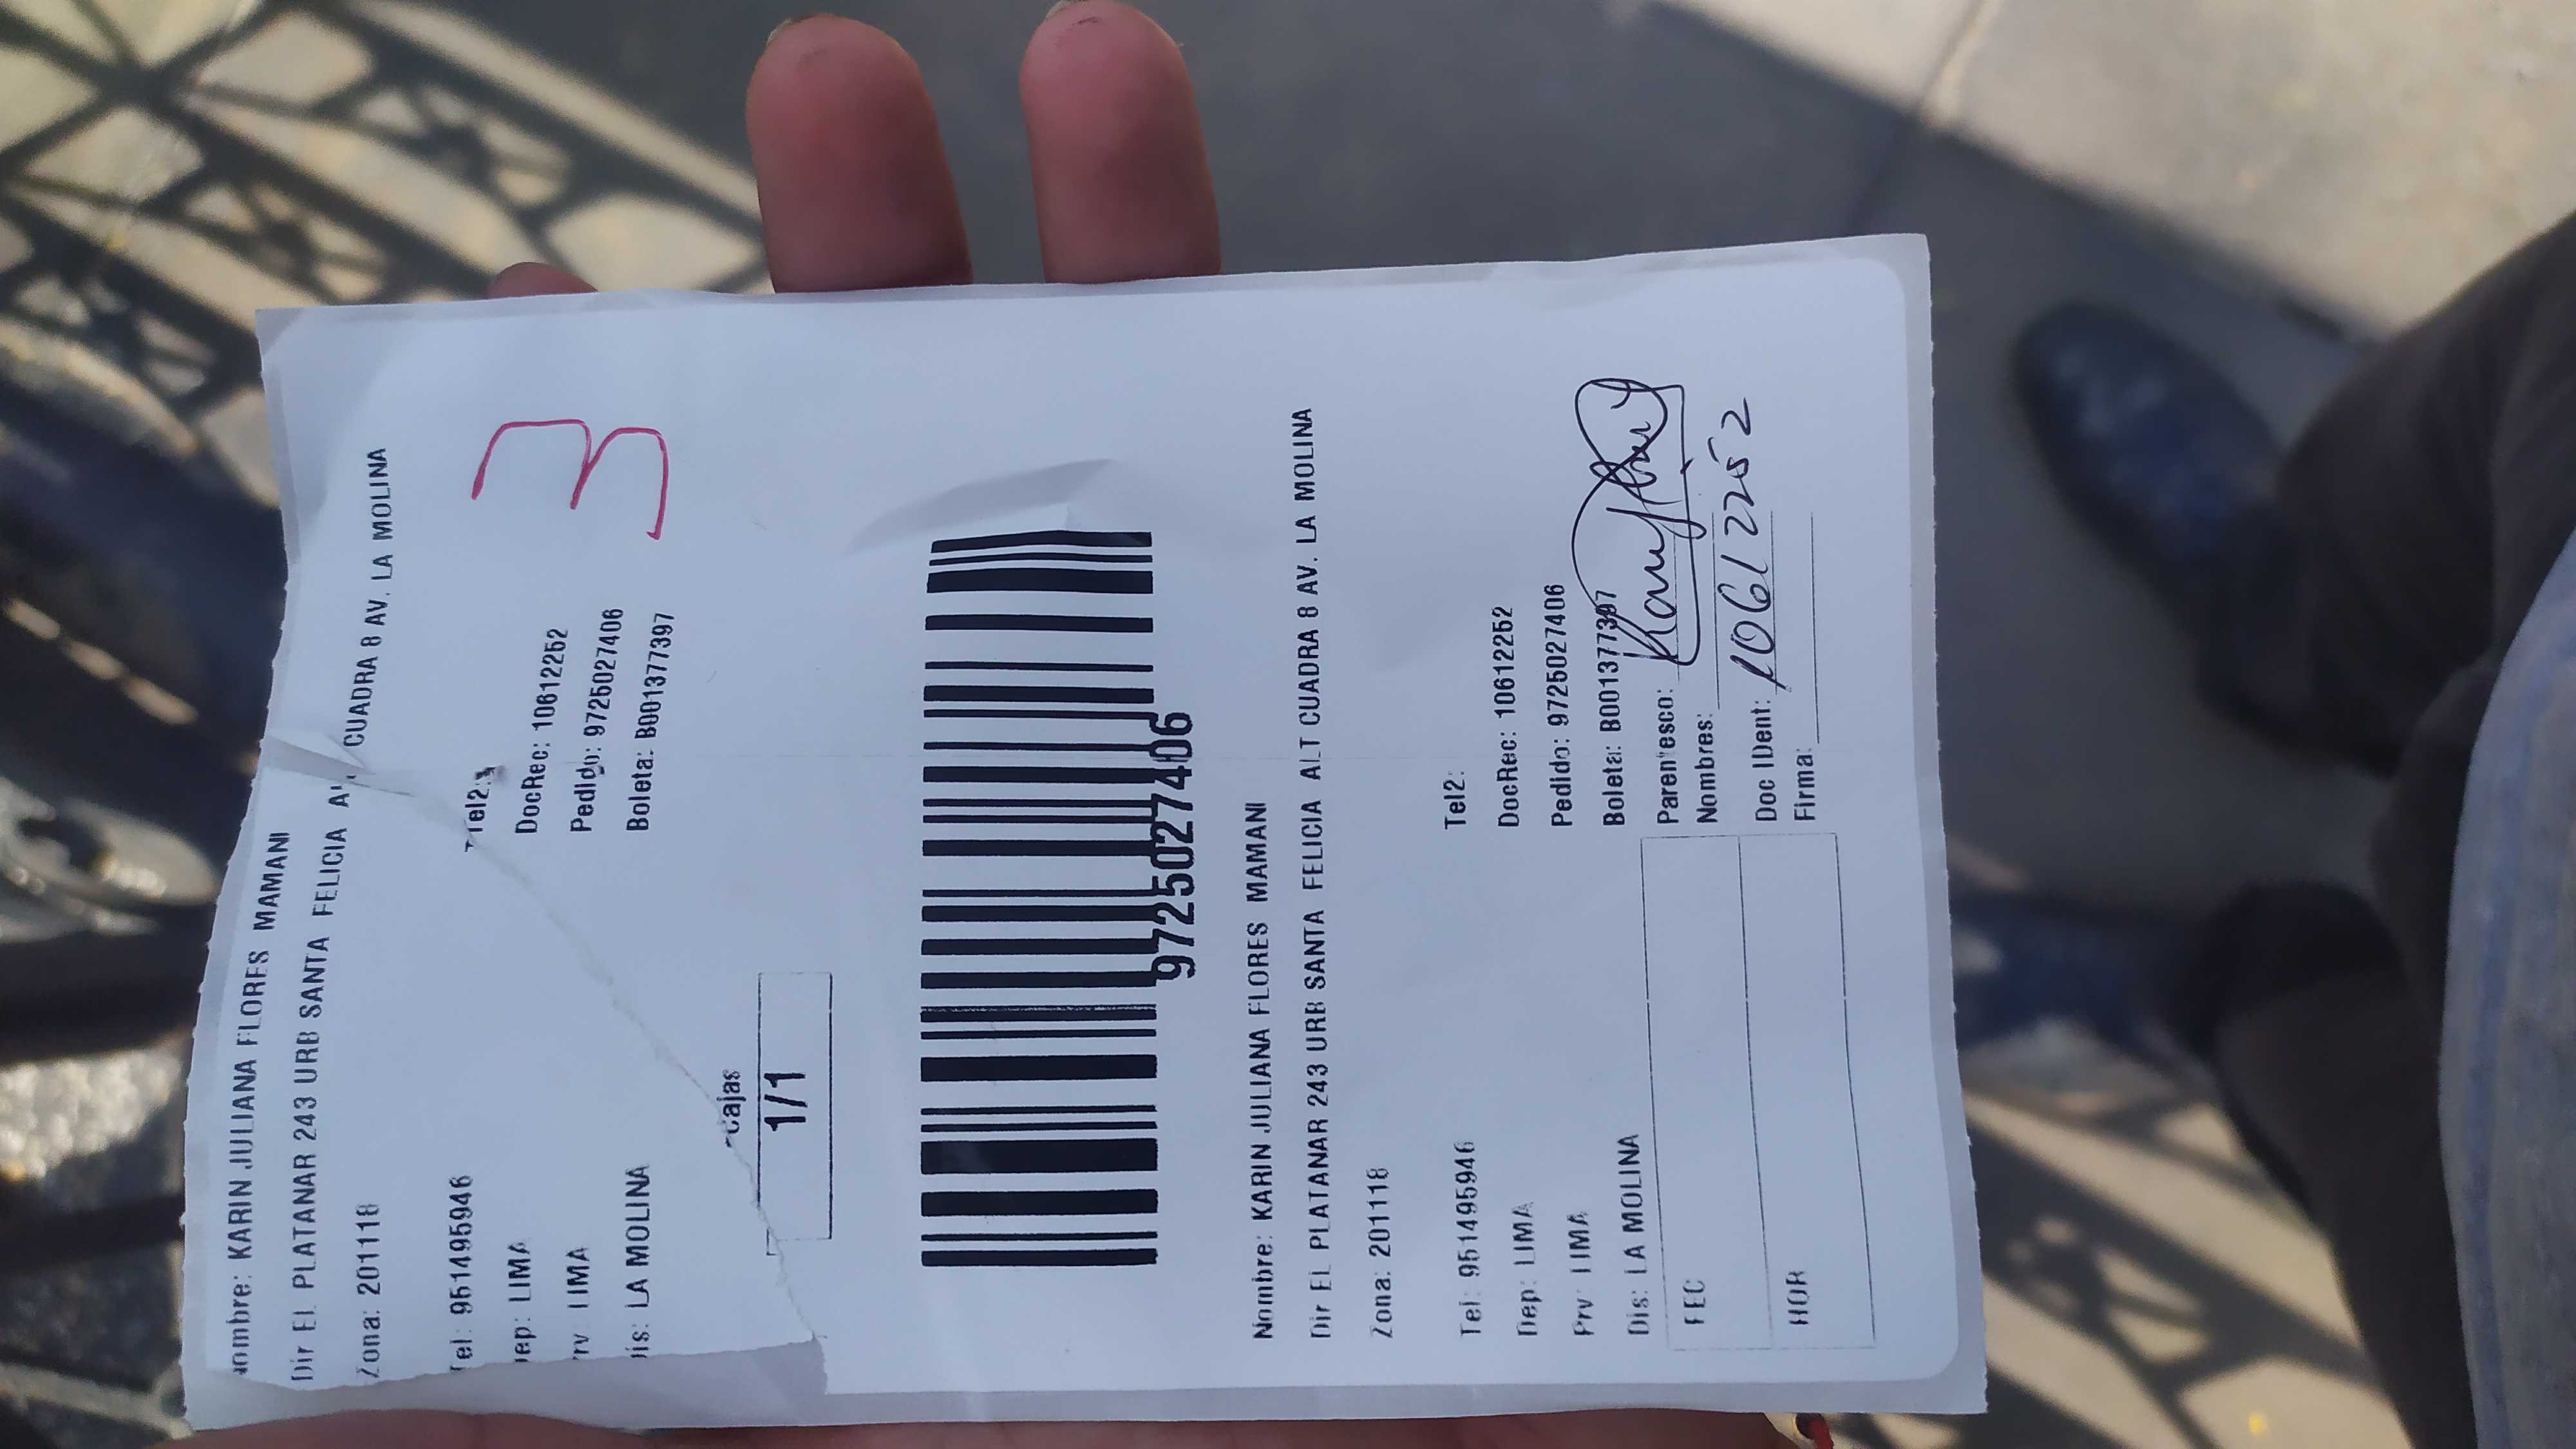 Nombre: KARIN JULIANA FLORES MAMANI
Dir EL PLATANAR 243 URB SANTA FELICIA CUADRA 8 AV. LA MOLINA
Zona: 201118
Tel: 951495946
Tel2:
Dep: LIMA
DocRec: 10612252
Prv LIMA
Pedido: 9725027406
Dis: LA MOLINA
Boleta: B001377397
3
cajas
1/1
9725027406
Nombre: KARIN JULIANA FLORES MAMANI
Dir EL PLATANAR 243 URB SANTA FELICIA ALT CUADRA 8 AV. LA MOLINA
Zona: 201118
Tel: 951495946
Tel2:
Dep: LIMA
DocRec: 10612252
Prv: LIMA
Pedido: 9725027406
Dis: LA MOLINA
Boleta: B001377397
FEC
Parentesco:
Nombres:
HOR
Doc IDent: 10612252
Firma: